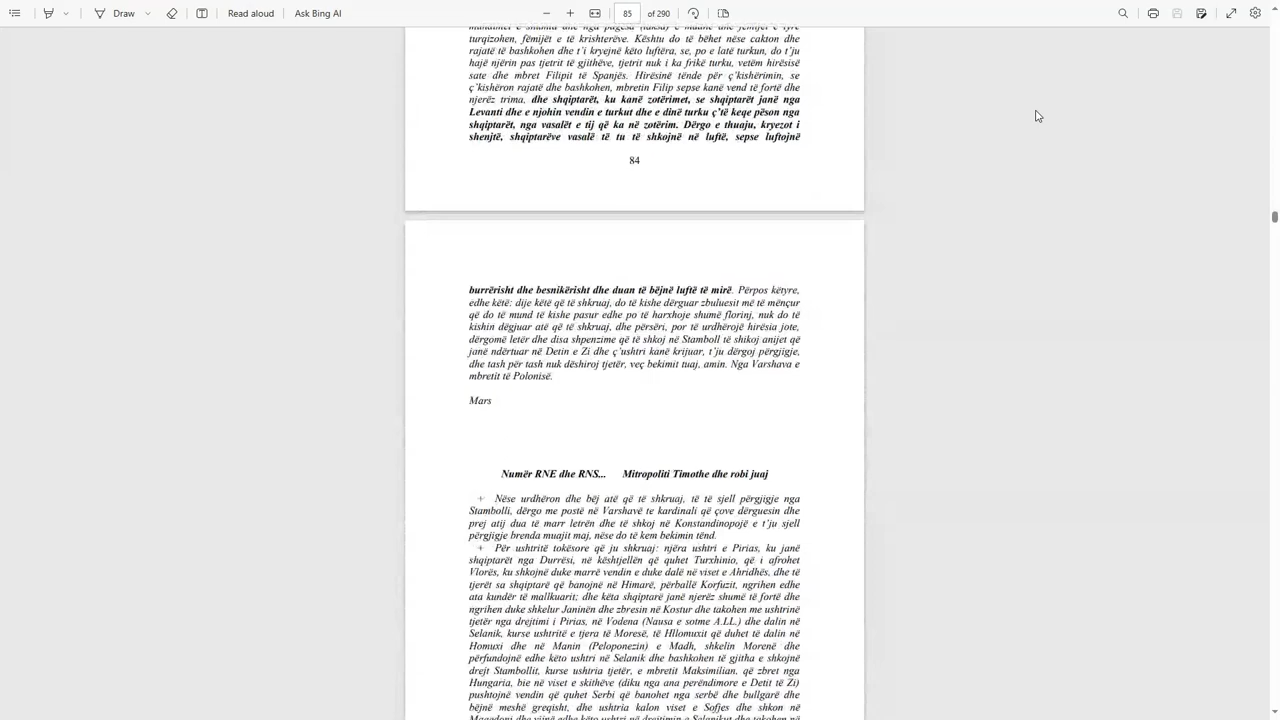 Draw
Read aloud
Ask Bing AI
85
of 290
turqizohen, fëmijët e të krishterëve. Kështu do të bëhet nëse cakton dhe
rajatë të bashkohen dhe t'i kryejnë këto luftëra, se, po e latë turkun, do t'ju
hajë njërin pas tjetrit të gjithëve, tjetrit nuk i ka frikë turku, vetëm hirësisë
sate dhe mbret Filipit të Spanjës. Hirësinë tënde për ç'kishërimin, se
ç'kishëron rajatë dhe bashkohen, mbretin Filip sepse kanë vend të fortë dhe
njerëz trima, dhe shqiptarët, ku kanë zotërimet, se shqiptarët janë nga
Levanti dhe e njohin vendin e turkut dhe e dinë turku ç'të keqe pëson nga
shqiptarët, nga vasalët e tij që ka në zotërim. Dërgo e thuaju, kryezot i
shenjtë, shqiptarëve vasalë të tu të shkojnë në luftë, sepse luftojnë
84
burrërisht dhe besnikërisht dhe duan të bëjnë luftë të mirë. Përpos këtyre,
edhe këtë: dije këtë që të shkruaj, do të kishe dërguar zbuluesit më të mënçur
që do të mund të kishe pasur edhe po të harxhoje shumë florinj, nuk do të
kishin dëgjuar atë që të shkruaj, dhe përsëri, por të urdhërojë hirësia jote,
dërgomë letër dhe disa shpenzime që të shkoj në Stamboll të shikoj anijet që
janë ndërtuar në Detin e Zi dhe ç'ushtri kanë krijuar, t'ju dërgoj përgjigje,
dhe tash për tash nuk dëshiroj tjetër, veç bekimit tuaj, amin. Nga Varshava e
mbretit të Polonisë.
Mars
Numër RNE dhe RNS... Mitropoliti Timothe dhe robi juaj
+ Nëse urdhëron dhe bëj atë që të shkruaj, të të sjell përgjigje nga
Stambolli, dërgo me postë në Varshavë te kardinali që çove dërguesin dhe
prej atij dua të marr letrën dhe të shkoj në Konstandinopojë e t'ju sjell
përgjigje brenda muajit maj, nëse do të kem bekimin tënd.
+ Për ushtritë tokësore që ju shkruaj: njëra ushtri e Pirias, ku janë
shqiptarët nga Durrësi, në kështjellën që quhet Turxhinio, që i afrohet
Vlorës, ku shkojnë duke marrë vendin e duke dalë në viset e Ahridhës, dhe të
tjerët sa shqiptarë që banojnë në Himarë, përballë Korfuzit, ngrihen edhe
ata kundër të mallkuarit; dhe këta shqiptarë janë njerëz shumë të fortë dhe
ngrihen duke shkelur Janinën dhe zbresin në Kostur dhe takohen me ushtrinë
tjetër nga drejtimi i Pirias, në Vodena (Nausa e sotme A.LL.) dhe dalin në
Selanik, kurse ushtritë e tjera të Moresë, të Hllomuxit që duhet të dalin në
Homuxi dhe në Manin (Peloponezin) e Madh, shkelin Morenë dhe
përfundojnë edhe këto ushtri në Selanik dhe bashkohen të gjitha e shkojnë
drejt Stambollit, kurse ushtria tjetër, e mbretit Maksimilian, që zbret nga
Hungaria, bie në viset e skithëve (diku nga ana perëndimore e Detit të Zi)
pushtojnë vendin që quhet Serbi që banohet nga serbë dhe bullgarë dhe
bëjnë meshë greqisht, dhe ushtria kalon viset e Sofjes dhe shkon në